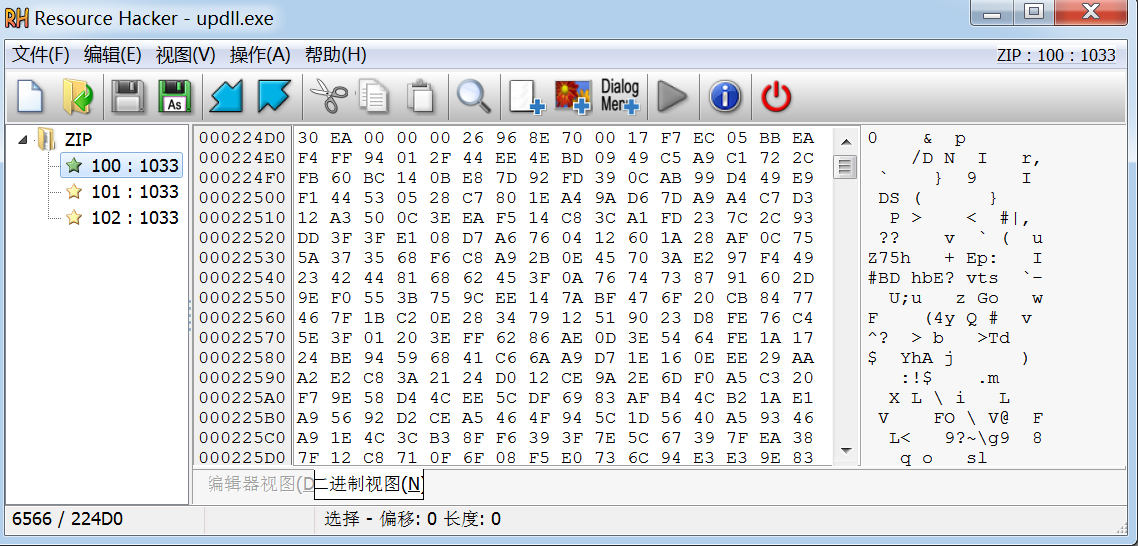 Resource Hacker - updll.exe
文件(F) 编辑(E) 视图(V) 操作(A) 帮助(H) ZIP : 100 : 1033
As Dialog Men
ZIP
100 : 1033
101 : 1033
102 : 1033
000224D0 30 EA 00 00 00 26 96 8E 70 00 17 F7 EC 05 BB EA 0 & p
000224E0 F4 FF 94 01 2F 44 EE 4E BD 09 49 C5 A9 C1 72 2C /D N I r,
000224F0 FB 60 BC 14 0B E8 7D 92 FD 39 0C AB 99 D4 49 E9 ` } 9 I
00022500 F1 44 53 05 28 C7 80 1E A4 9A D6 7D A9 A4 C7 D3 DS ( }
00022510 12 A3 50 0C 3E EA F5 14 C8 3C A1 FD 23 7C 2C 93 P > < #|,
00022520 DD 3F 3F E1 08 D7 A6 76 04 12 60 1A 28 AF 0C 75 ?? v ` ( u
00022530 5A 37 35 68 F6 C8 A9 2B 0E 45 70 3A E2 97 F4 49 Z75h + Ep: I
00022540 23 42 44 81 68 62 45 3F 0A 76 74 73 87 91 60 2D #BD hbE? vts `-
00022550 9E F0 55 3B 75 9C EE 14 7A BF 47 6F 20 CB 84 77 U;u z Go w
00022560 46 7F 1B C2 0E 28 34 79 12 51 90 23 D8 FE 76 C4 F (4y Q # v
00022570 5E 3F 01 20 3E FF 62 86 AE 0D 3E 54 64 FE 1A 17 ^? > b >Td
00022580 24 BE 94 59 68 41 C6 6A A9 D7 1E 16 0E EE 29 AA $ YhA j )
00022590 A2 E2 C8 3A 21 24 D0 12 CE 9A 2E 6D F0 A5 C3 20 :!$ .m
000225A0 F7 9E 58 D4 4C EE 5C DF 69 83 AF B4 4C B2 1A E1 X L \ i L
000225B0 A9 56 92 D2 CE A5 46 4F 94 5C 1D 56 40 A5 93 46 V FO \ V@ F
000225C0 A9 1E 4C 3C B3 8F F6 39 3F 7E 5C 67 39 7F EA 38 L< 9?~\g9 8
000225D0 7F 12 C8 71 0F 6F 08 F5 E0 73 6C 94 E3 E3 9E 83 q o sl
编辑器视图(D 二进制视图(N)
6566 / 224D0 选择 - 偏移: 0 长度: 0